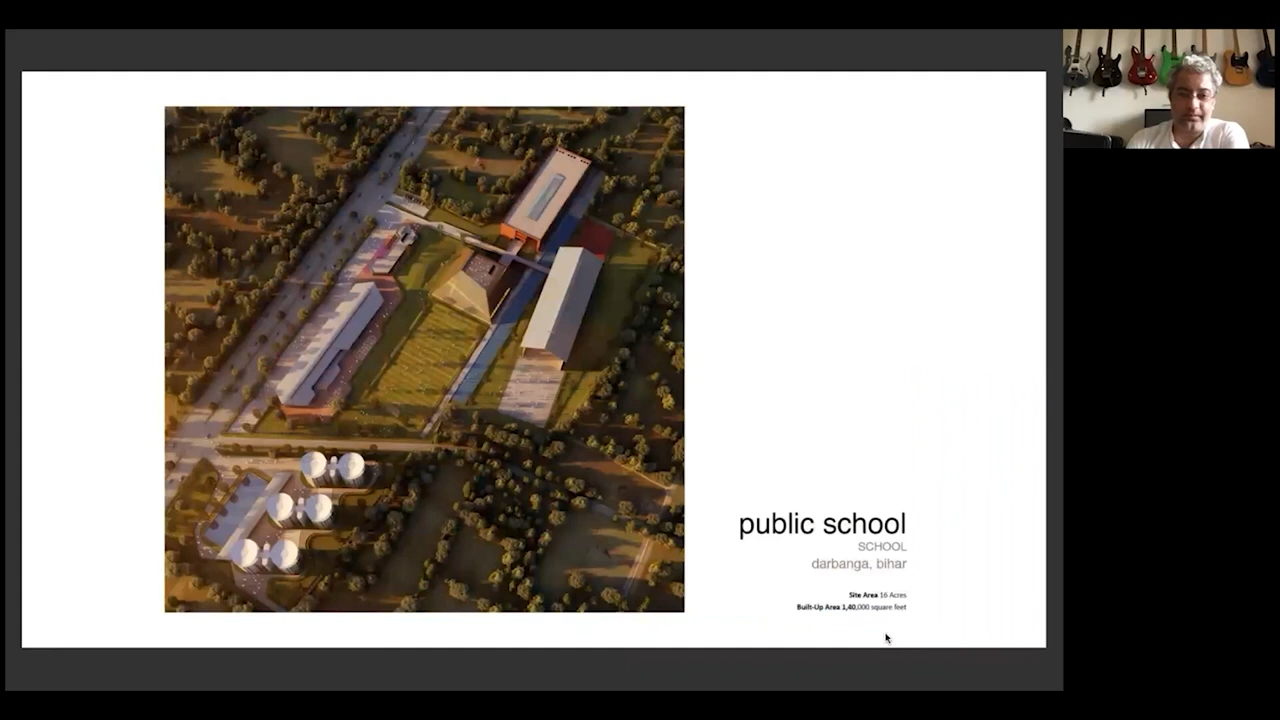 public school
SCHOOL
darbanga, bihar
Site Area 16 Acres
Built-Up Area 1,40,000 square feet